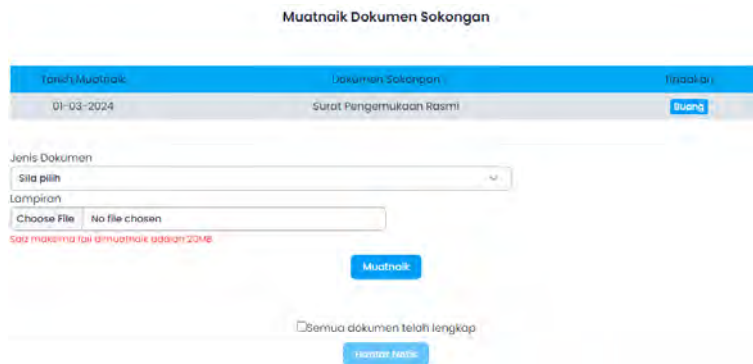 Muatnaik Dokumen Sokongan
Tarikh Muatnaik Dokumen Sokongan Tindakan
01-03-2024 Surat Pengemukaan Rasmi Buang
Jenis Dokumen
Sila pilih
Lampiran
Choose File No file chosen
Saiz maksima fail dimuatnaik adalah 20MB
Muatnaik
Semua dokumen telah lengkap
Hantar Notis